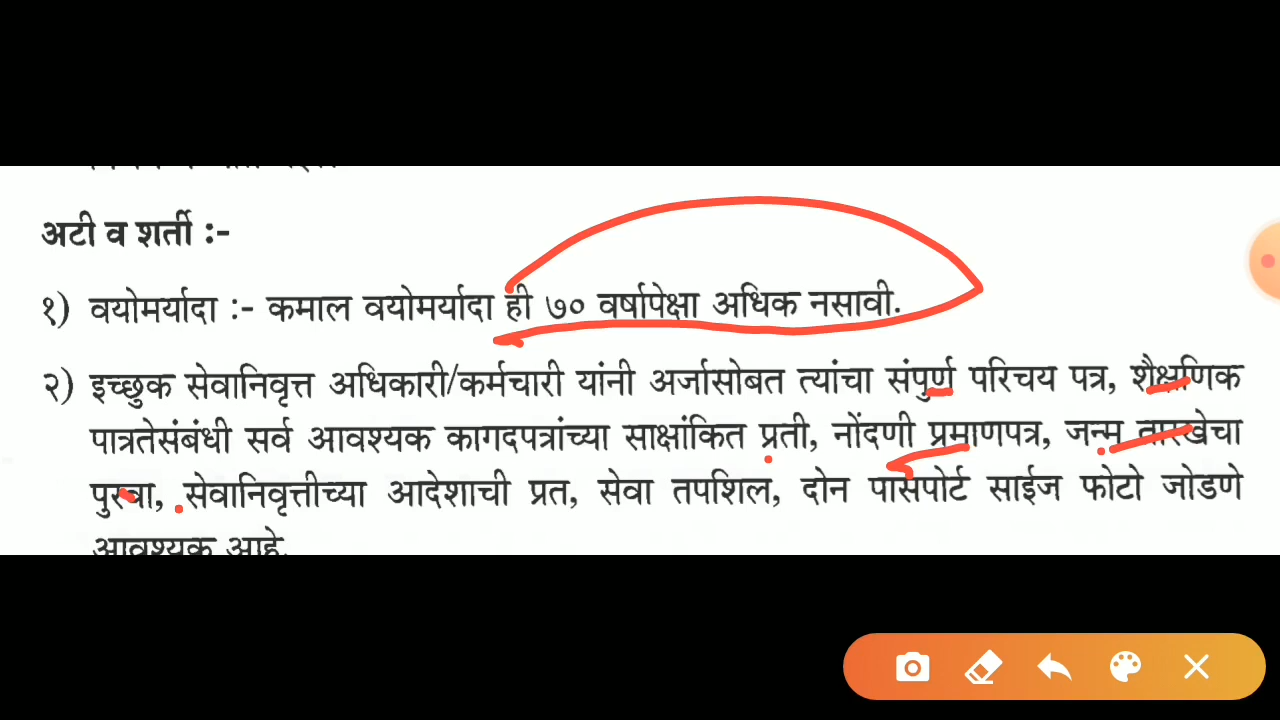 अटी व शर्ती :-
१) वयोमर्यादा :- कमाल वयोमर्यादा ही ७० वर्षापेक्षा अधिक नसावी.
२) इच्छुक सेवानिवृत्त अधिकारी/कर्मचारी यांनी अर्जासोबत त्यांचा संपुर्ण परिचय पत्र, शैक्षणिक
पात्रतेसंबंधी सर्व आवश्यक कागदपत्रांच्या साक्षांकित प्रती, नोंदणी प्रमाणपत्र, जन्म तारखेचा
पुरावा, सेवानिवृत्तीच्या आदेशाची प्रत, सेवा तपशिल, दोन पासपोर्ट साईज फोटो जोडणे
आवश्यक आहे.